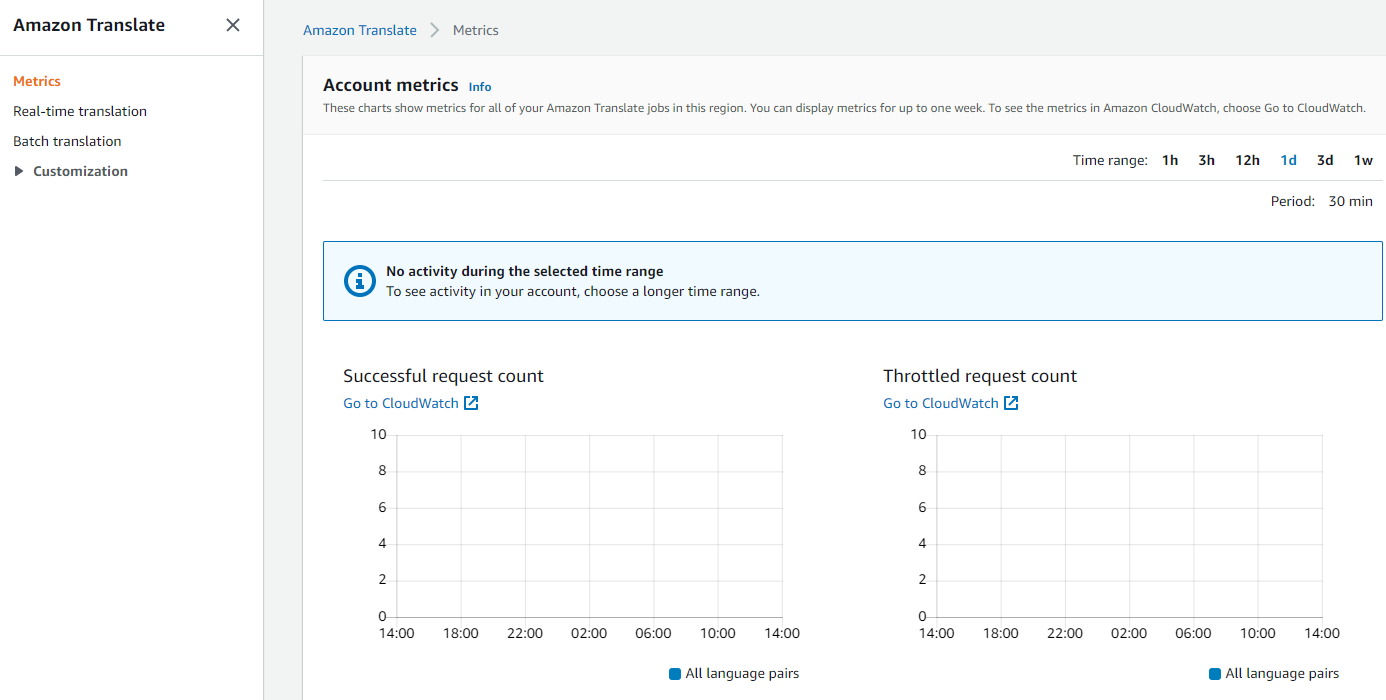 Amazon Translate
Metrics
Real-time translation
Batch translation
Customization
Amazon Translate Metrics
Account metrics Info
These charts show metrics for all of your Amazon Translate jobs in this region. You can display metrics for up to one week. To see the metrics in Amazon CloudWatch, choose Go to CloudWatch.
Time range: 1h 3h 12h 1d 3d 1w
Period: 30 min
No activity during the selected time range
To see activity in your account, choose a longer time range.
Successful request count
Go to CloudWatch
10
8
6
4
2
0
14:00 18:00 22:00 02:00 06:00 10:00 14:00
All language pairs
Throttled request count
Go to CloudWatch
10
8
6
4
2
0
14:00 18:00 22:00 02:00 06:00 10:00 14:00
All language pairs